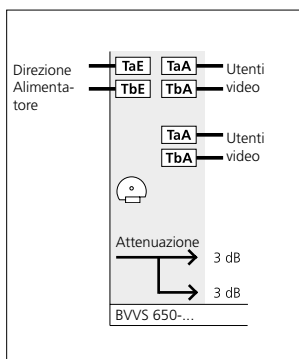 Direzione
Alimenta-
tore
TaE
TbE
TaA
TbA
Utenti
video
TaA
TbA
Utenti
video
Attenuazione
3 dB
3 dB
BVVS 650-...